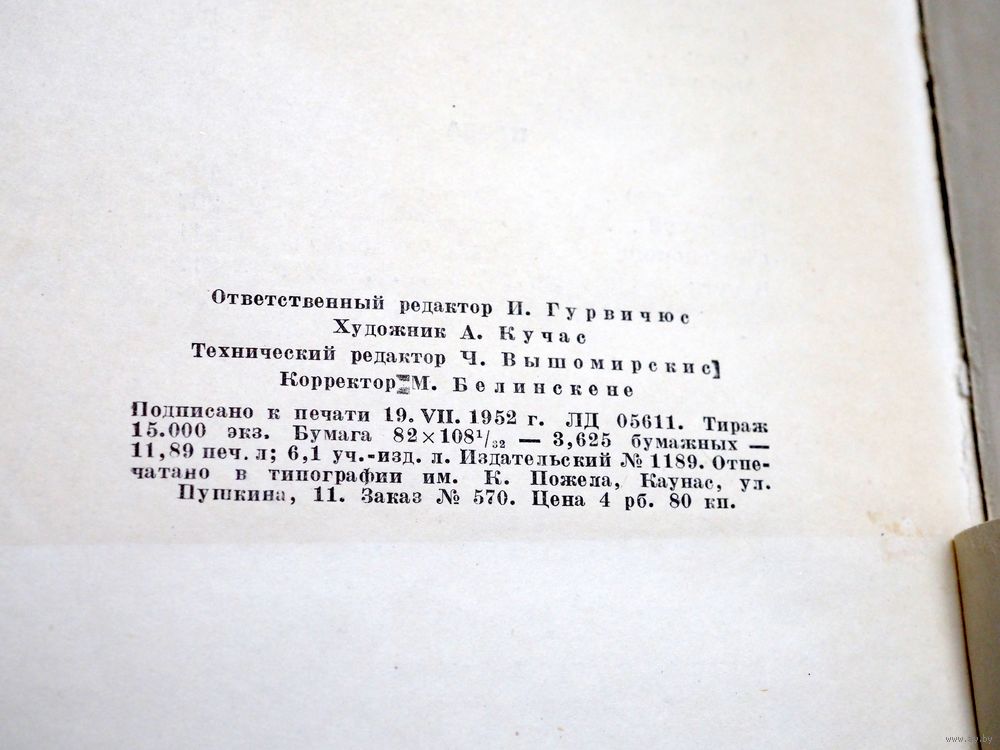 Ответственный редактор И. Гурвичюс
Художник А. Кучас
Технический редактор Ч. Вышомирскис
Корректор М. Белинскене
Подписано к печати 19. VII. 1952 г. ЛД 05611. Тираж
15.000 экз. Бумага 82×108¹/₃₂ — 3,625 бумажных —
11,89 печ. л; 6,1 уч.-изд. л. Издательский № 1189. Отпе-
чатано в типографии им. К. Пожела, Каунас, ул.
Пушкина, 11. Заказ № 570. Цена 4 рб. 80 кп.